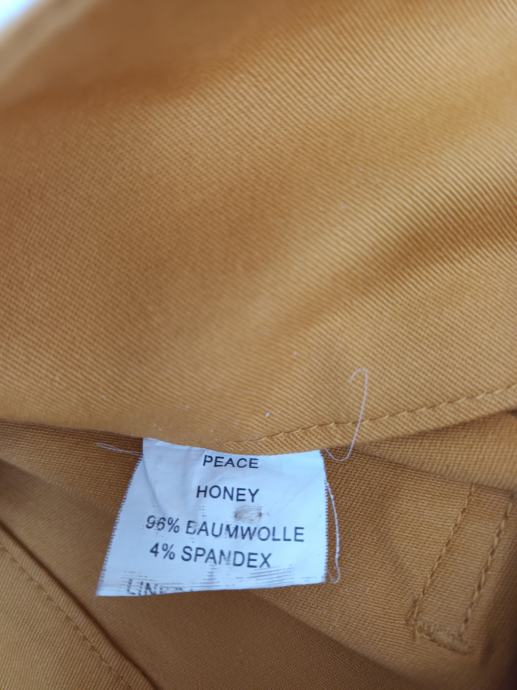 PEACE
HONEY
96% BAUMWOLLE
4% SPANDEX